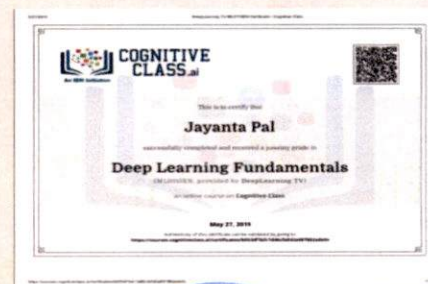 COGNITIVE
CLASS.ai
An IBM Initiative
This is to certify that
Jayanta Pal
successfully completed and received a passing grade in
Deep Learning Fundamentals
provided by DeepLearning TV)
an online course on Cognitive Class
May 27, 2019